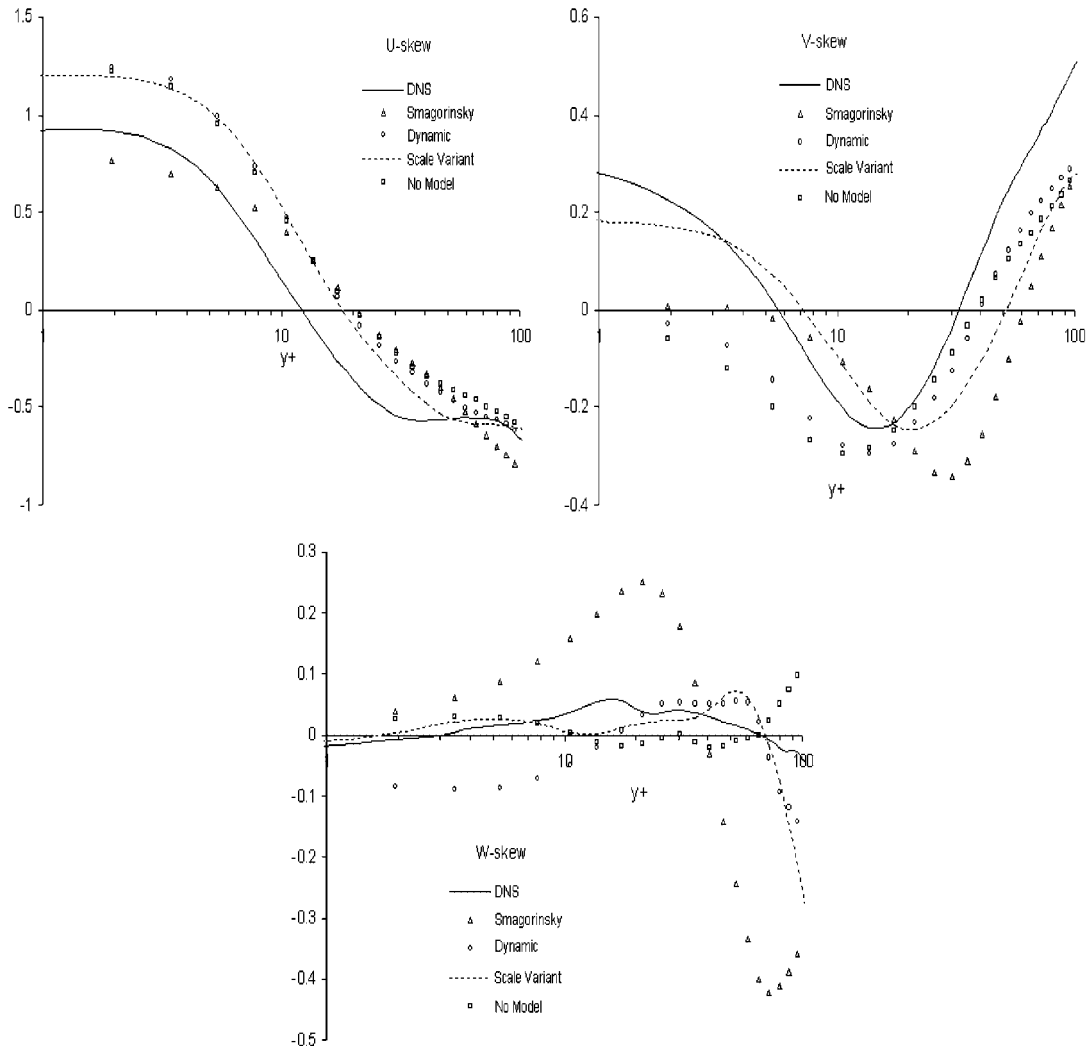 1.5
1
0.5
0
-0.5
-1
1
10
100
y+
U-skew
DNS
Smagorinsky
Dynamic
Scale Variant
No Model
0.6
0.4
0.2
0
-0.2
-0.4
1
10
100
y+
V-skew
DNS
Smagorinsky
Dynamic
Scale Variant
No Model
0.3
0.2
0.1
0
-0.1
-0.2
-0.3
-0.4
-0.5
1
10
100
y+
W-skew
DNS
Smagorinsky
Dynamic
Scale Variant
No Model